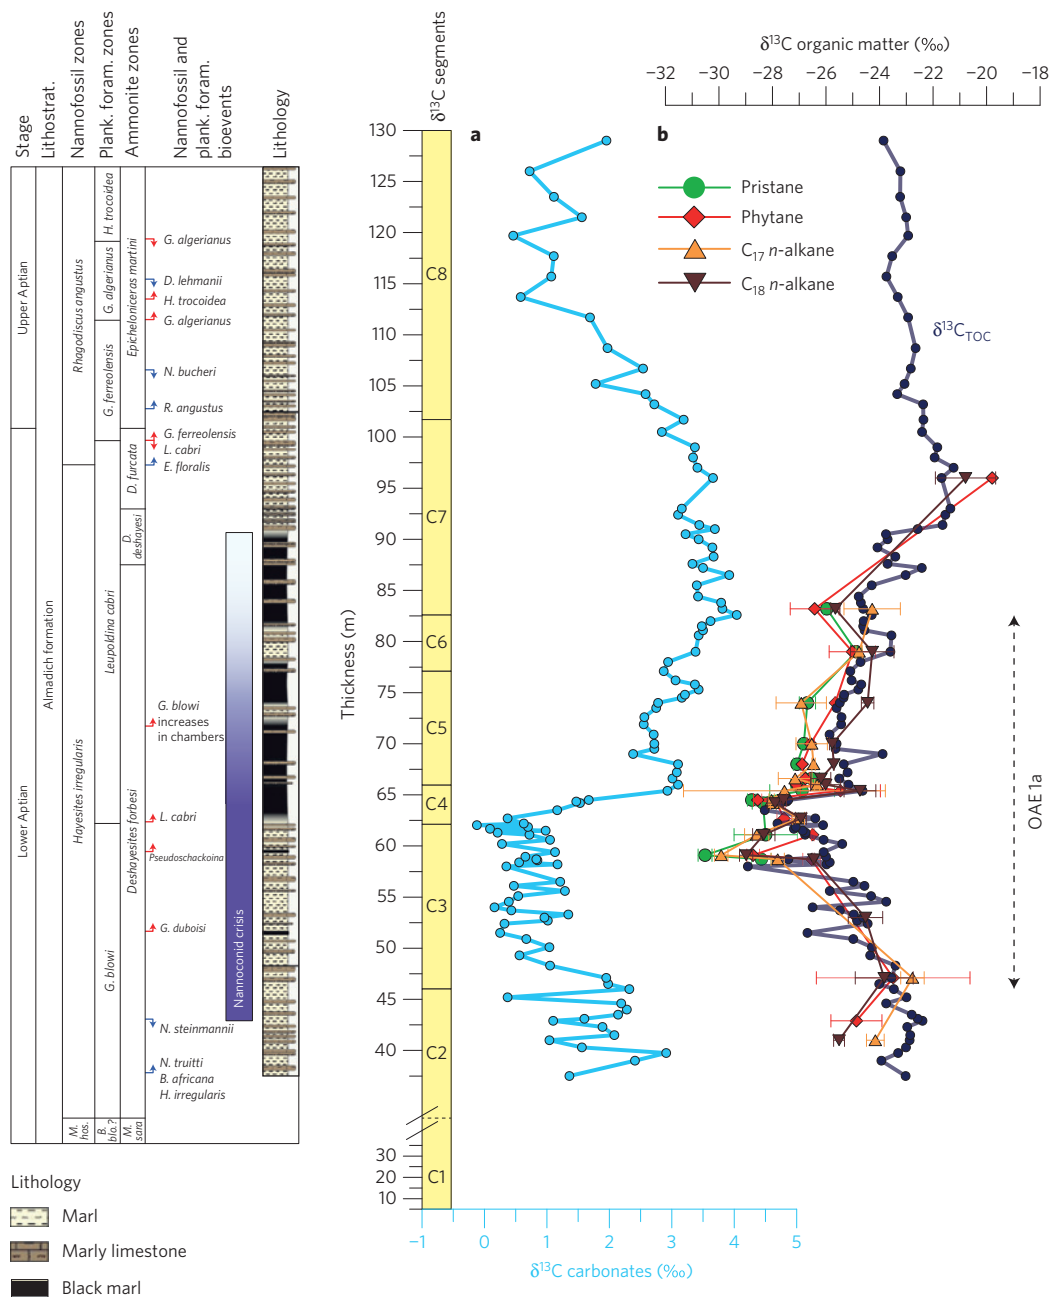 δ¹³C organic matter (‰)
−32 −30 −28 −26 −24 −22 −20 −18
Stage
Lithostrat.
Nannofossil zones
Plank. foram. zones
Ammonite zones
Nannofossil and
plank. foram.
bioevents
Lithology
δ¹³C segments
a
b
Pristane
Phytane
C₁₇ n-alkane
C₁₈ n-alkane
δ¹³C_TOC
OAE 1a
Thickness (m)
130
125
120
115
110
105
100
95
90
85
80
75
70
65
60
55
50
45
40
30
20
10
C8
C7
C6
C5
C4
C3
C2
C1
Upper Aptian
Lower Aptian
Almadich formation
Rhagodiscus angustus
Hayesites irregularis
M.
hos.
H. trocoidea
G. algerianus
G. ferreolensis
Leupoldina cabri
G. blowi
B.
blo.?
Epicheloniceras martini
D. furcata
D.
deshayesi
Deshayesites forbesi
M.
sara
G. algerianus
D. lehmanii
H. trocoidea
G. algerianus
N. bucheri
R. angustus
G. ferreolensis
L. cabri
E. floralis
G. blowi
increases
in chambers
L. cabri
Pseudoschackoina
G. duboisi
N. steinmannii
N. truitti
B. africana
H. irregularis
Nannoconid crisis
−1 0 1 2 3 4 5
δ¹³C carbonates (‰)
Lithology
Marl
Marly limestone
Black marl